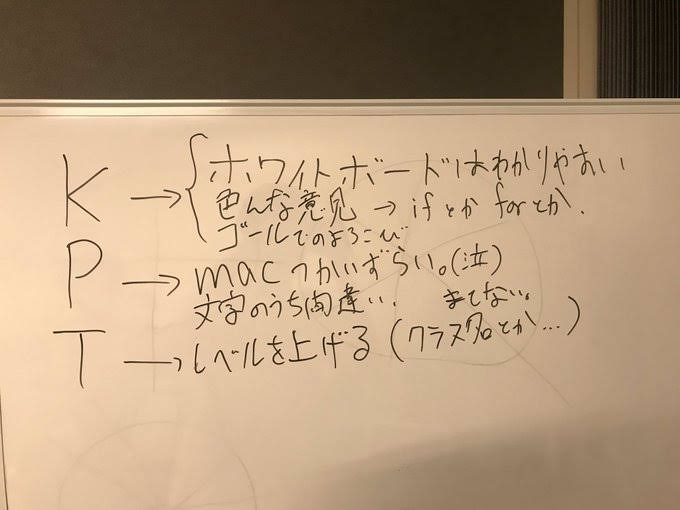 K → { ホワイトボードはわかりやすい
色んな意見 → ifとか forとか.
ゴールでのよろこび
P → mac つかいずらい。(泣)
文字のうち間違い. まてない。
T → レベルを上げる (クラス名とか…)